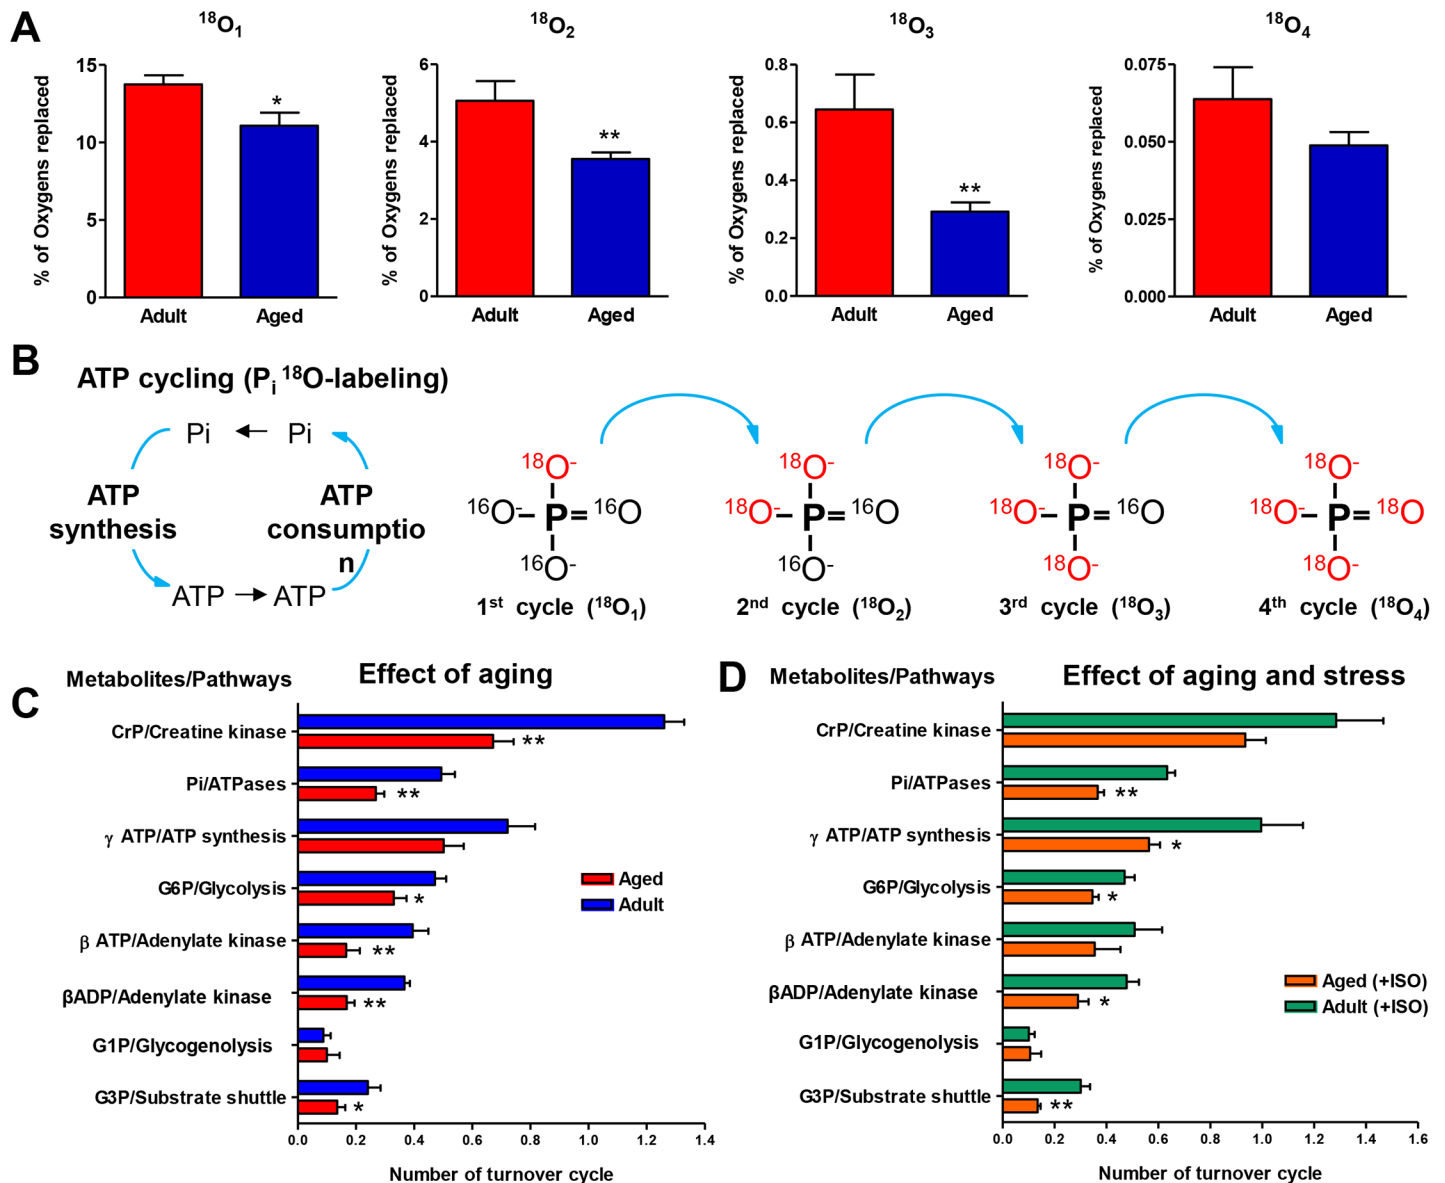 A
¹⁸O₁
% of Oxygens replaced
15
10
5
0
*
Adult Aged
¹⁸O₂
% of Oxygens replaced
6
4
2
0
**
Adult Aged
¹⁸O₃
% of Oxygens replaced
0.8
0.6
0.4
0.2
0.0
**
Adult Aged
¹⁸O₄
% of Oxygens replaced
0.075
0.050
0.025
0.000
Adult Aged
B
ATP cycling (Pᵢ ¹⁸O-labeling)
Pi Pi
ATP
synthesis
ATP
consumptio
n
ATP ATP
¹⁸O⁻
¹⁶O⁻ P = ¹⁶O
¹⁶O⁻
1ˢᵗ cycle (¹⁸O₁)
¹⁸O⁻
¹⁸O⁻ P = ¹⁶O
¹⁶O⁻
2ⁿᵈ cycle (¹⁸O₂)
¹⁸O⁻
¹⁸O⁻ P = ¹⁶O
¹⁸O⁻
3ʳᵈ cycle (¹⁸O₃)
¹⁸O⁻
¹⁸O⁻ P = ¹⁸O
¹⁸O⁻
4ᵗʰ cycle (¹⁸O₄)
C
Metabolites/Pathways
Effect of aging
CrP/Creatine kinase **
Pi/ATPases **
γ ATP/ATP synthesis
G6P/Glycolysis *
β ATP/Adenylate kinase **
βADP/Adenylate kinase **
G1P/Glycogenolysis
G3P/Substrate shuttle *
Aged
Adult
0.0 0.2 0.4 0.6 0.8 1.0 1.2 1.4
Number of turnover cycle
D
Metabolites/Pathways
Effect of aging and stress
CrP/Creatine kinase
Pi/ATPases **
γ ATP/ATP synthesis *
G6P/Glycolysis *
β ATP/Adenylate kinase
βADP/Adenylate kinase *
G1P/Glycogenolysis
G3P/Substrate shuttle **
Aged (+ISO)
Adult (+ISO)
0.0 0.2 0.4 0.6 0.8 1.0 1.2 1.4 1.6
Number of turnover cycle